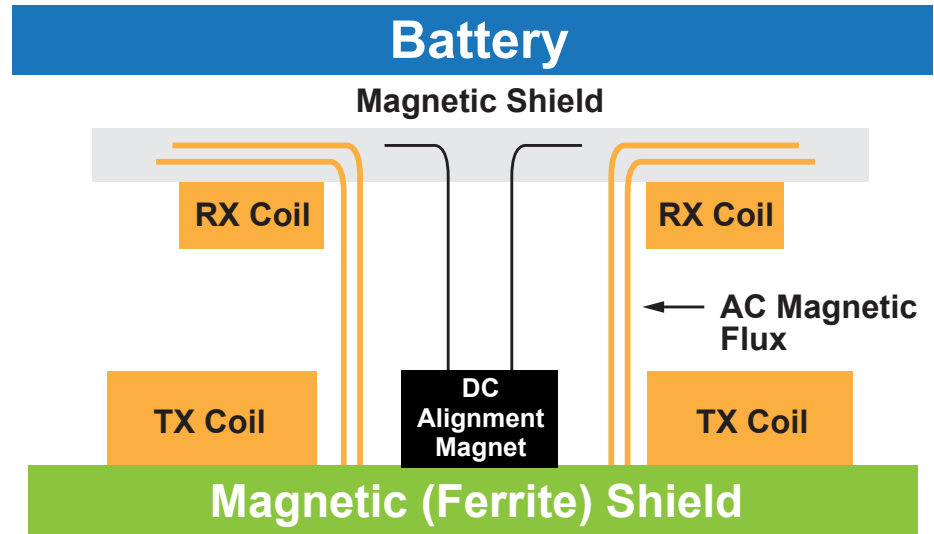 Battery
Magnetic Shield
RX Coil
RX Coil
AC Magnetic
Flux
TX Coil
DC
Alignment
Magnet
TX Coil
Magnetic (Ferrite) Shield